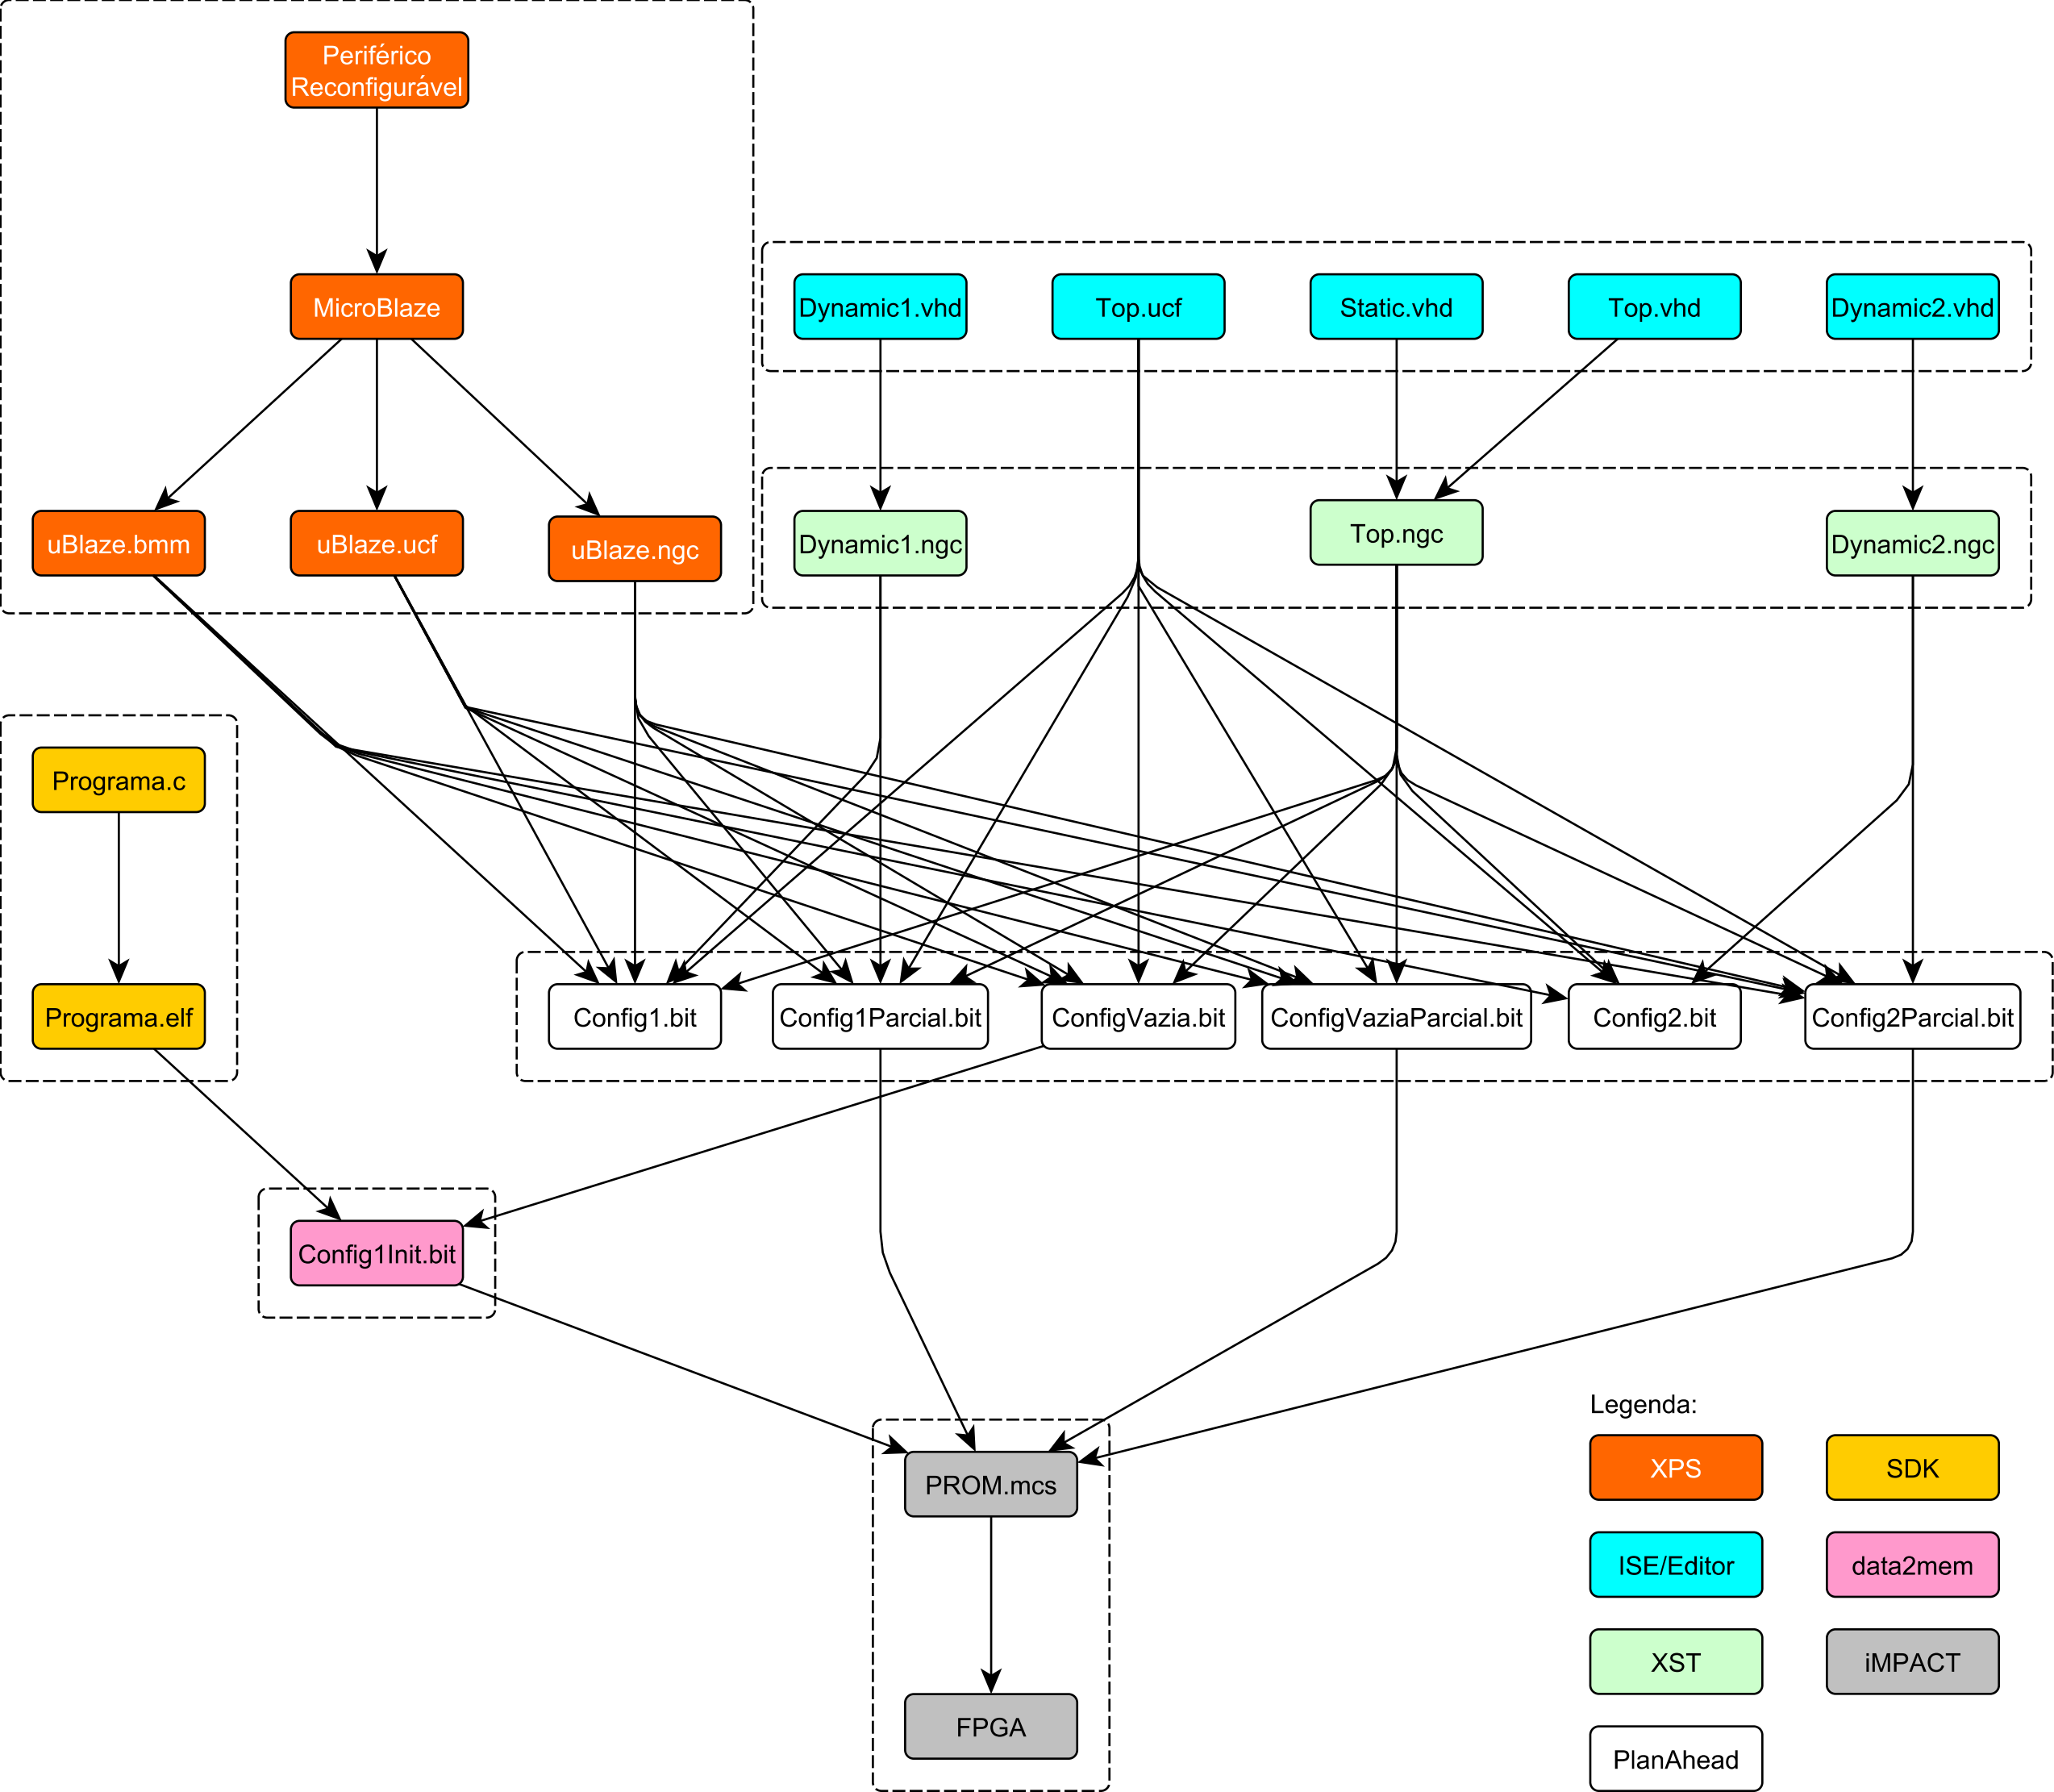 Periférico
Reconfigurável
MicroBlaze
Dynamic1.vhd
Top.ucf
Static.vhd
Top.vhd
Dynamic2.vhd
uBlaze.bmm
uBlaze.ucf
uBlaze.ngc
Dynamic1.ngc
Top.ngc
Dynamic2.ngc
Programa.c
Programa.elf
Config1.bit
Config1Parcial.bit
ConfigVazia.bit
ConfigVaziaParcial.bit
Config2.bit
Config2Parcial.bit
Config1Init.bit
PROM.mcs
FPGA
Legenda:
XPS
SDK
ISE/Editor
data2mem
XST
iMPACT
PlanAhead